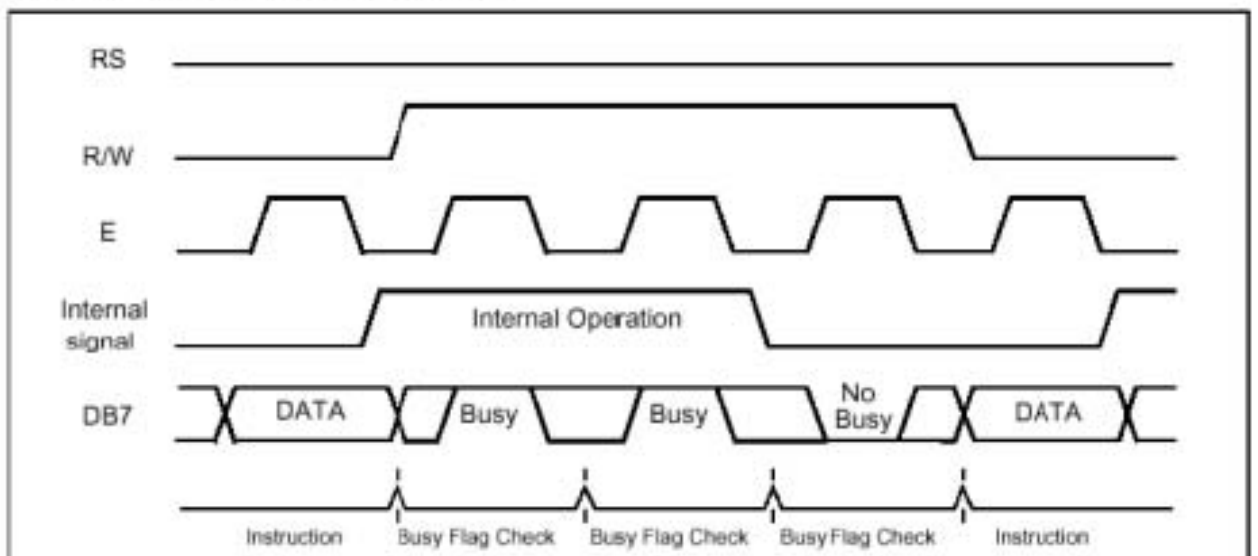 RS
R/W
E
Internal
signal
Internal Operation
DB7
DATA
Busy
Busy
No
Busy
DATA
Instruction
Busy Flag Check
Busy Flag Check
Busy Flag Check
Instruction